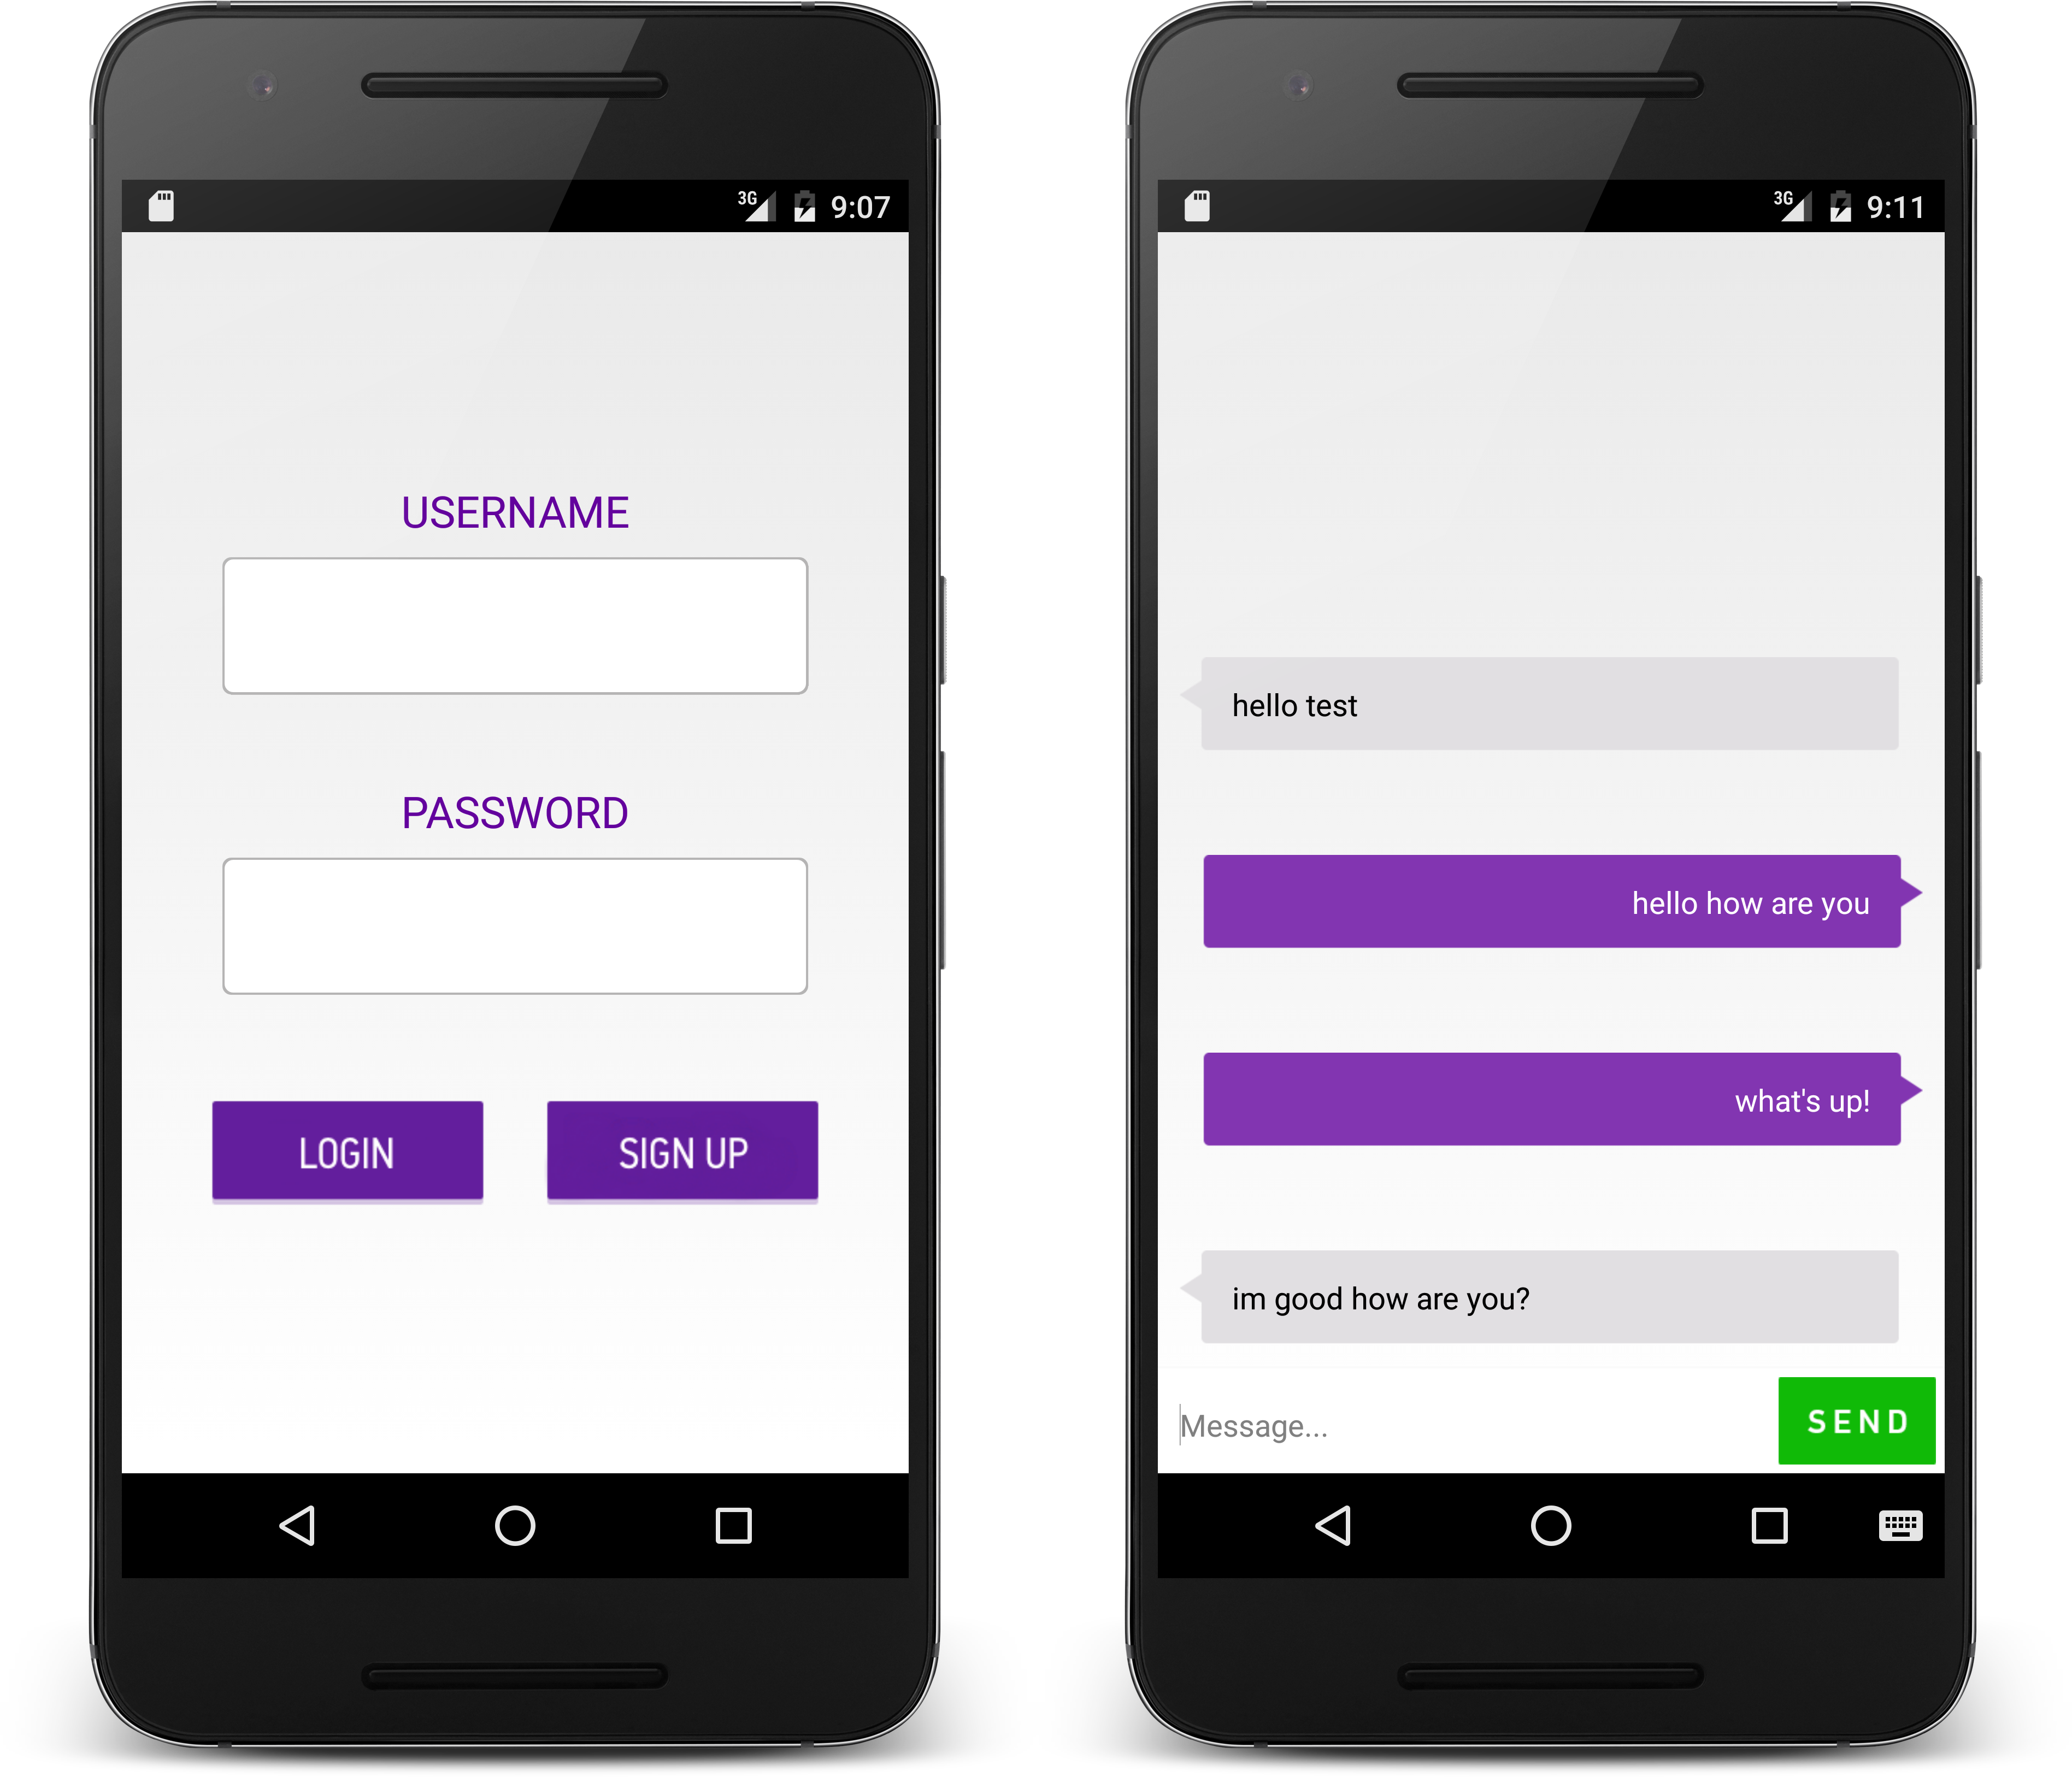 3G 9:07
USERNAME
PASSWORD
LOGIN SIGN UP
3G 9:11
hello test
hello how are you
what's up!
im good how are you?
Message...
SEND